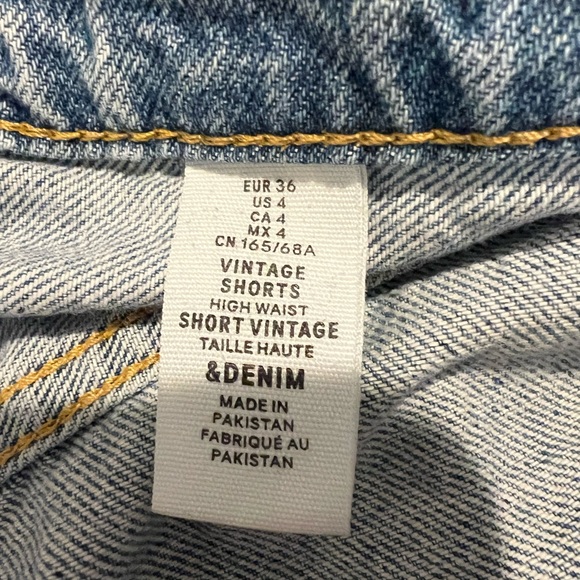 EUR 36
US 4
CA 4
MX 4
CN 165/68A
VINTAGE
SHORTS
HIGH WAIST
SHORT VINTAGE
TAILLE HAUTE
&DENIM
MADE IN
PAKISTAN
FABRIQUÉ AU
PAKISTAN